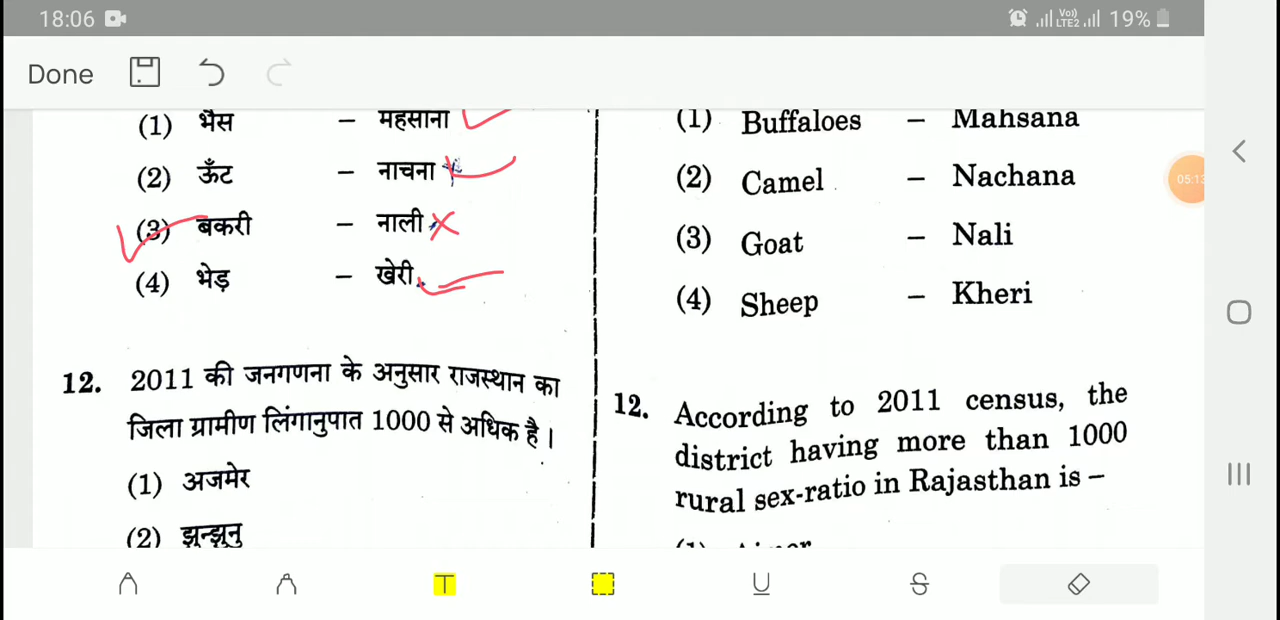 18:06
Vo))
LTE2
19%
Done
(1) भैंस – महसाना
(2) ऊँट – नाचना
(3) बकरी – नाली
(4) भेड़ – खेरी
12. 2011 की जनगणना के अनुसार राजस्थान का
जिला ग्रामीण लिंगानुपात 1000 से अधिक है।
(1) अजमेर
(2) झुन्झुनु
(1) Buffaloes – Mahsana
(2) Camel – Nachana
(3) Goat – Nali
(4) Sheep – Kheri
12. According to 2011 census, the
district having more than 1000
rural sex-ratio in Rajasthan is –
05:13
T
U
S